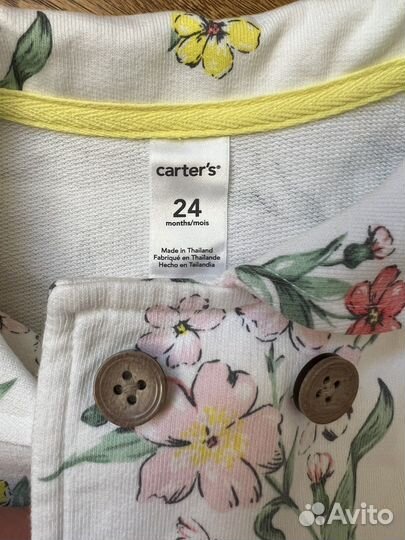 carter's®
24
months/mois
Made in Thailand
Fabriqué en Thaïlande
Hecho en Tailandia
Avito